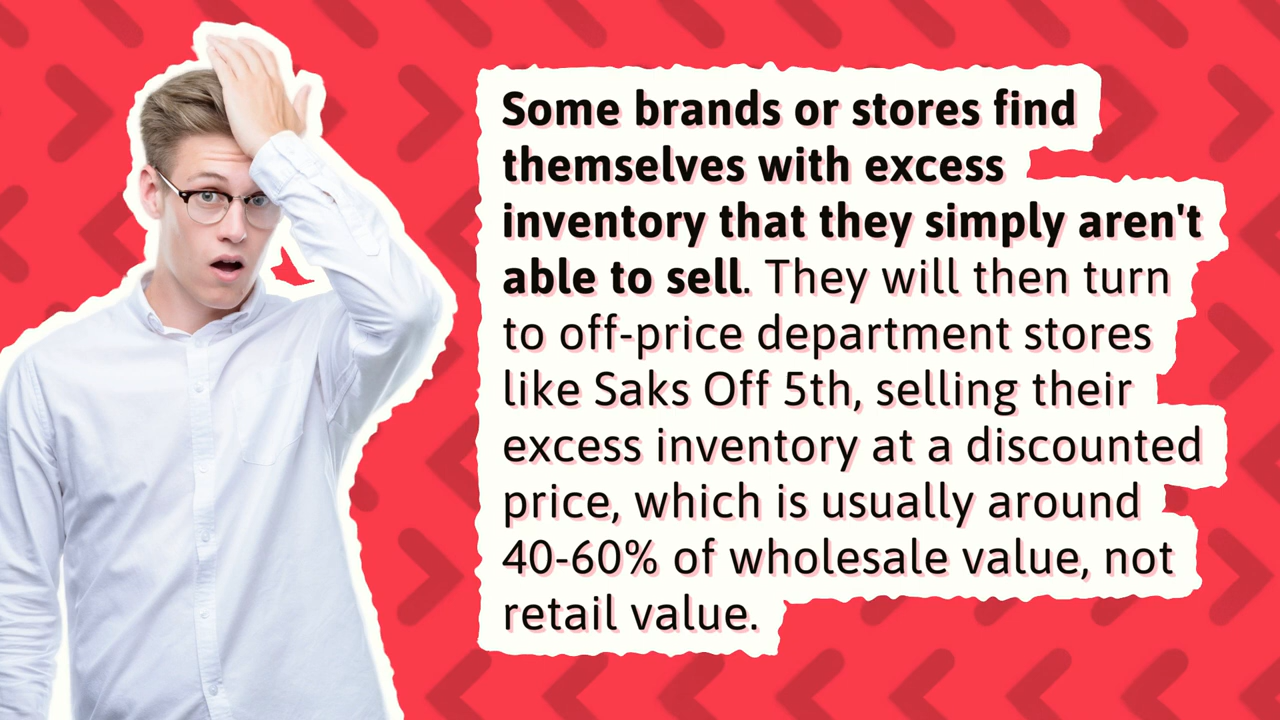 Some brands or stores find
themselves with excess
inventory that they simply aren't
able to sell. They will then turn
to off-price department stores
like Saks Off 5th, selling their
excess inventory at a discounted
price, which is usually around
40-60% of wholesale value, not
retail value.